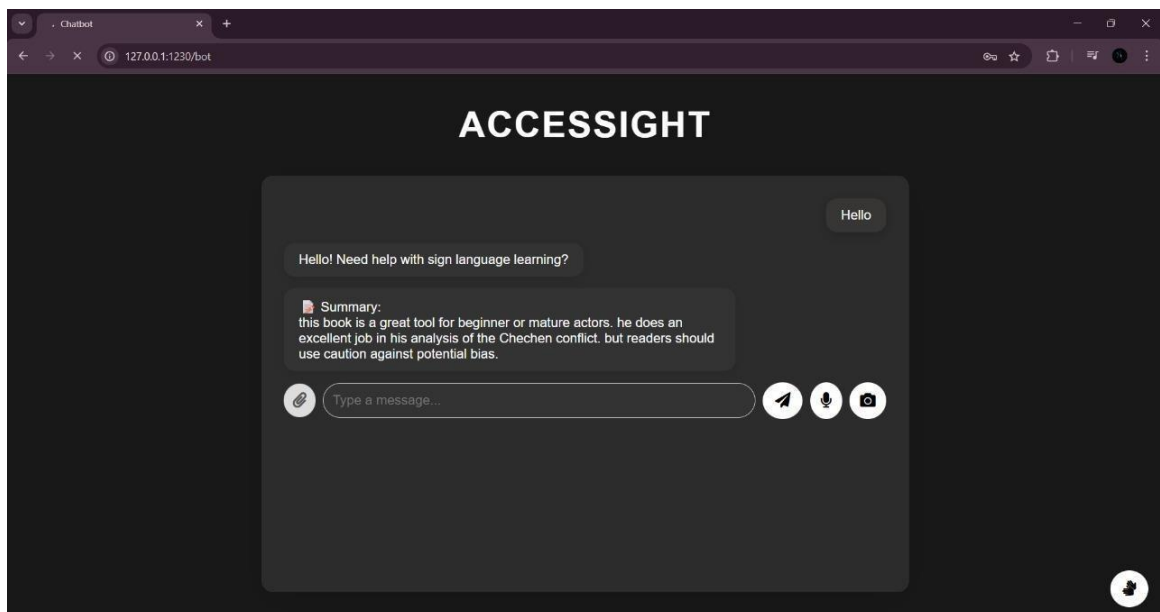 . Chatbot
127.0.0.1:1230/bot
ACCESSIGHT
Hello
Hello! Need help with sign language learning?
Summary:
this book is a great tool for beginner or mature actors. he does an
excellent job in his analysis of the Chechen conflict. but readers should
use caution against potential bias.
Type a message...